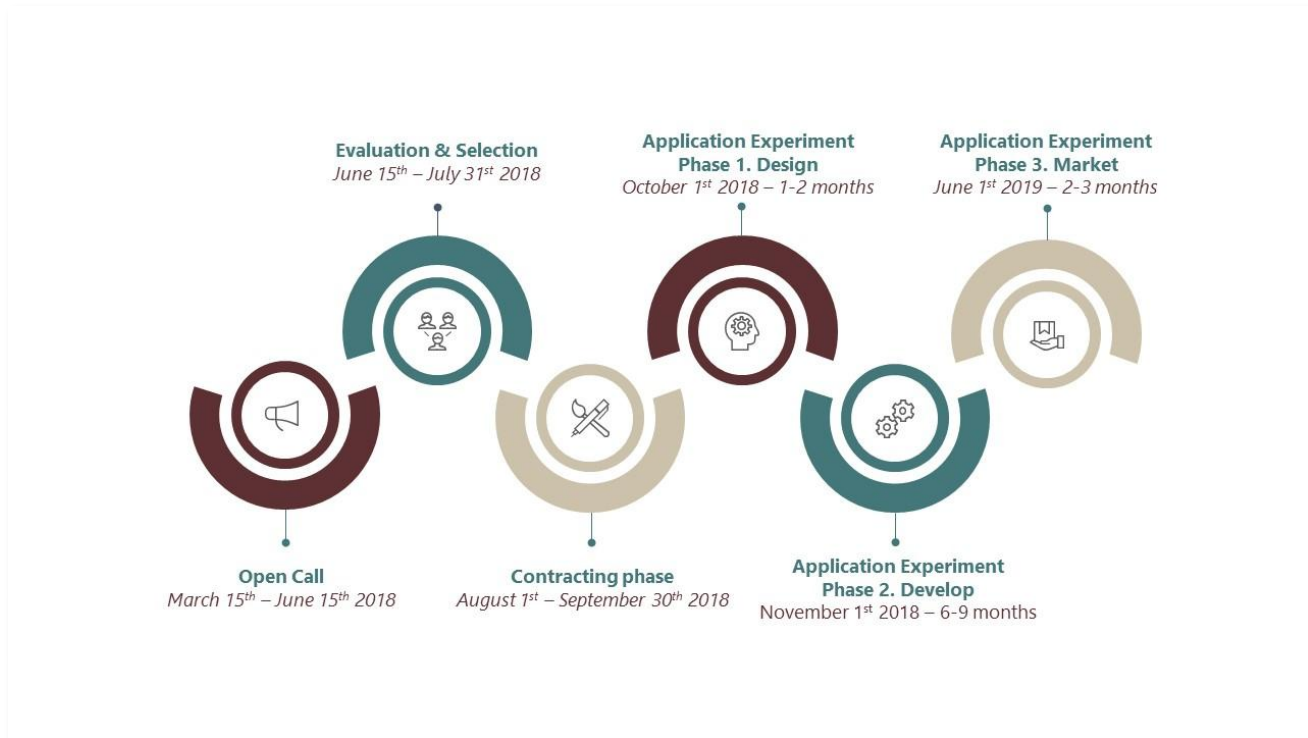 Open Call
March 15th – June 15th 2018
Evaluation & Selection
June 15th – July 31st 2018
Contracting phase
August 1st – September 30th 2018
Application Experiment
Phase 1. Design
October 1st 2018 – 1-2 months
Application Experiment
Phase 2. Develop
November 1st 2018 – 6-9 months
Application Experiment
Phase 3. Market
June 1st 2019 – 2-3 months